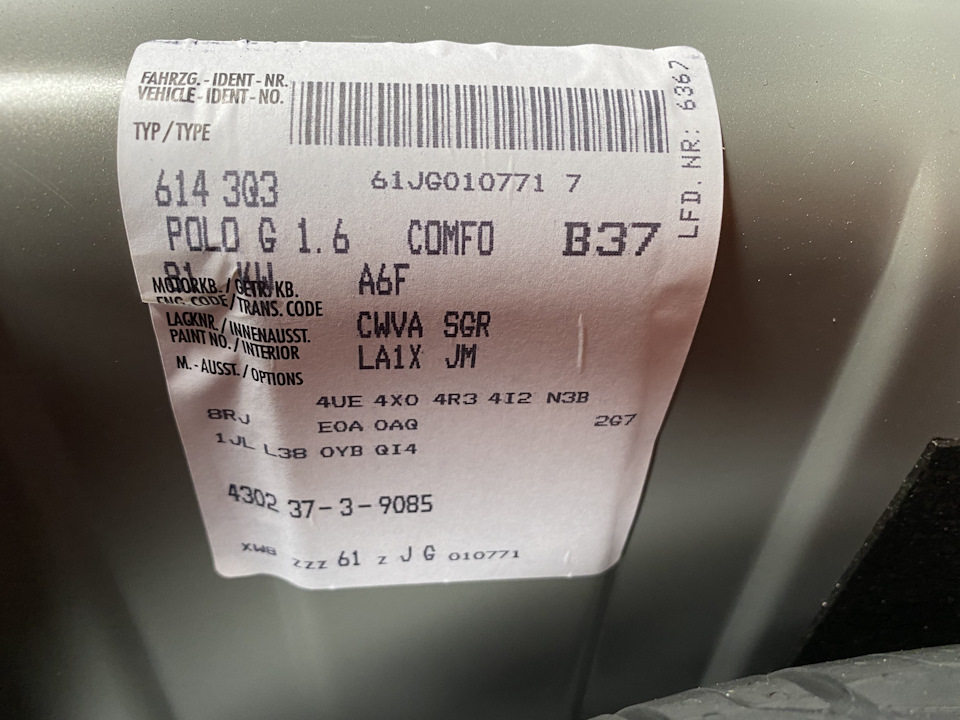 FAHRZG. - IDENT - NR.
VEHICLE - IDENT - NO.
TYP / TYPE
LFD. NR: 6367
614 3Q3 61JG010771 7
POLO G 1.6 COMFO B37
KW A6F
MOTORKB. / GETR. KB.
ENG. CODE / TRANS. CODE
CWVA SGR
LAGKNR. / INNENAUSST.
PAINT NO. / INTERIOR
LA1X JM
M. - AUSST. / OPTIONS
4UE 4X0 4R3 4I2 N3B
8RJ E0A 0AQ 2G7
1JL L38 0YB QI4
4302 37 - 3 - 9085
XW8 ZZZ 61 Z J G 010771